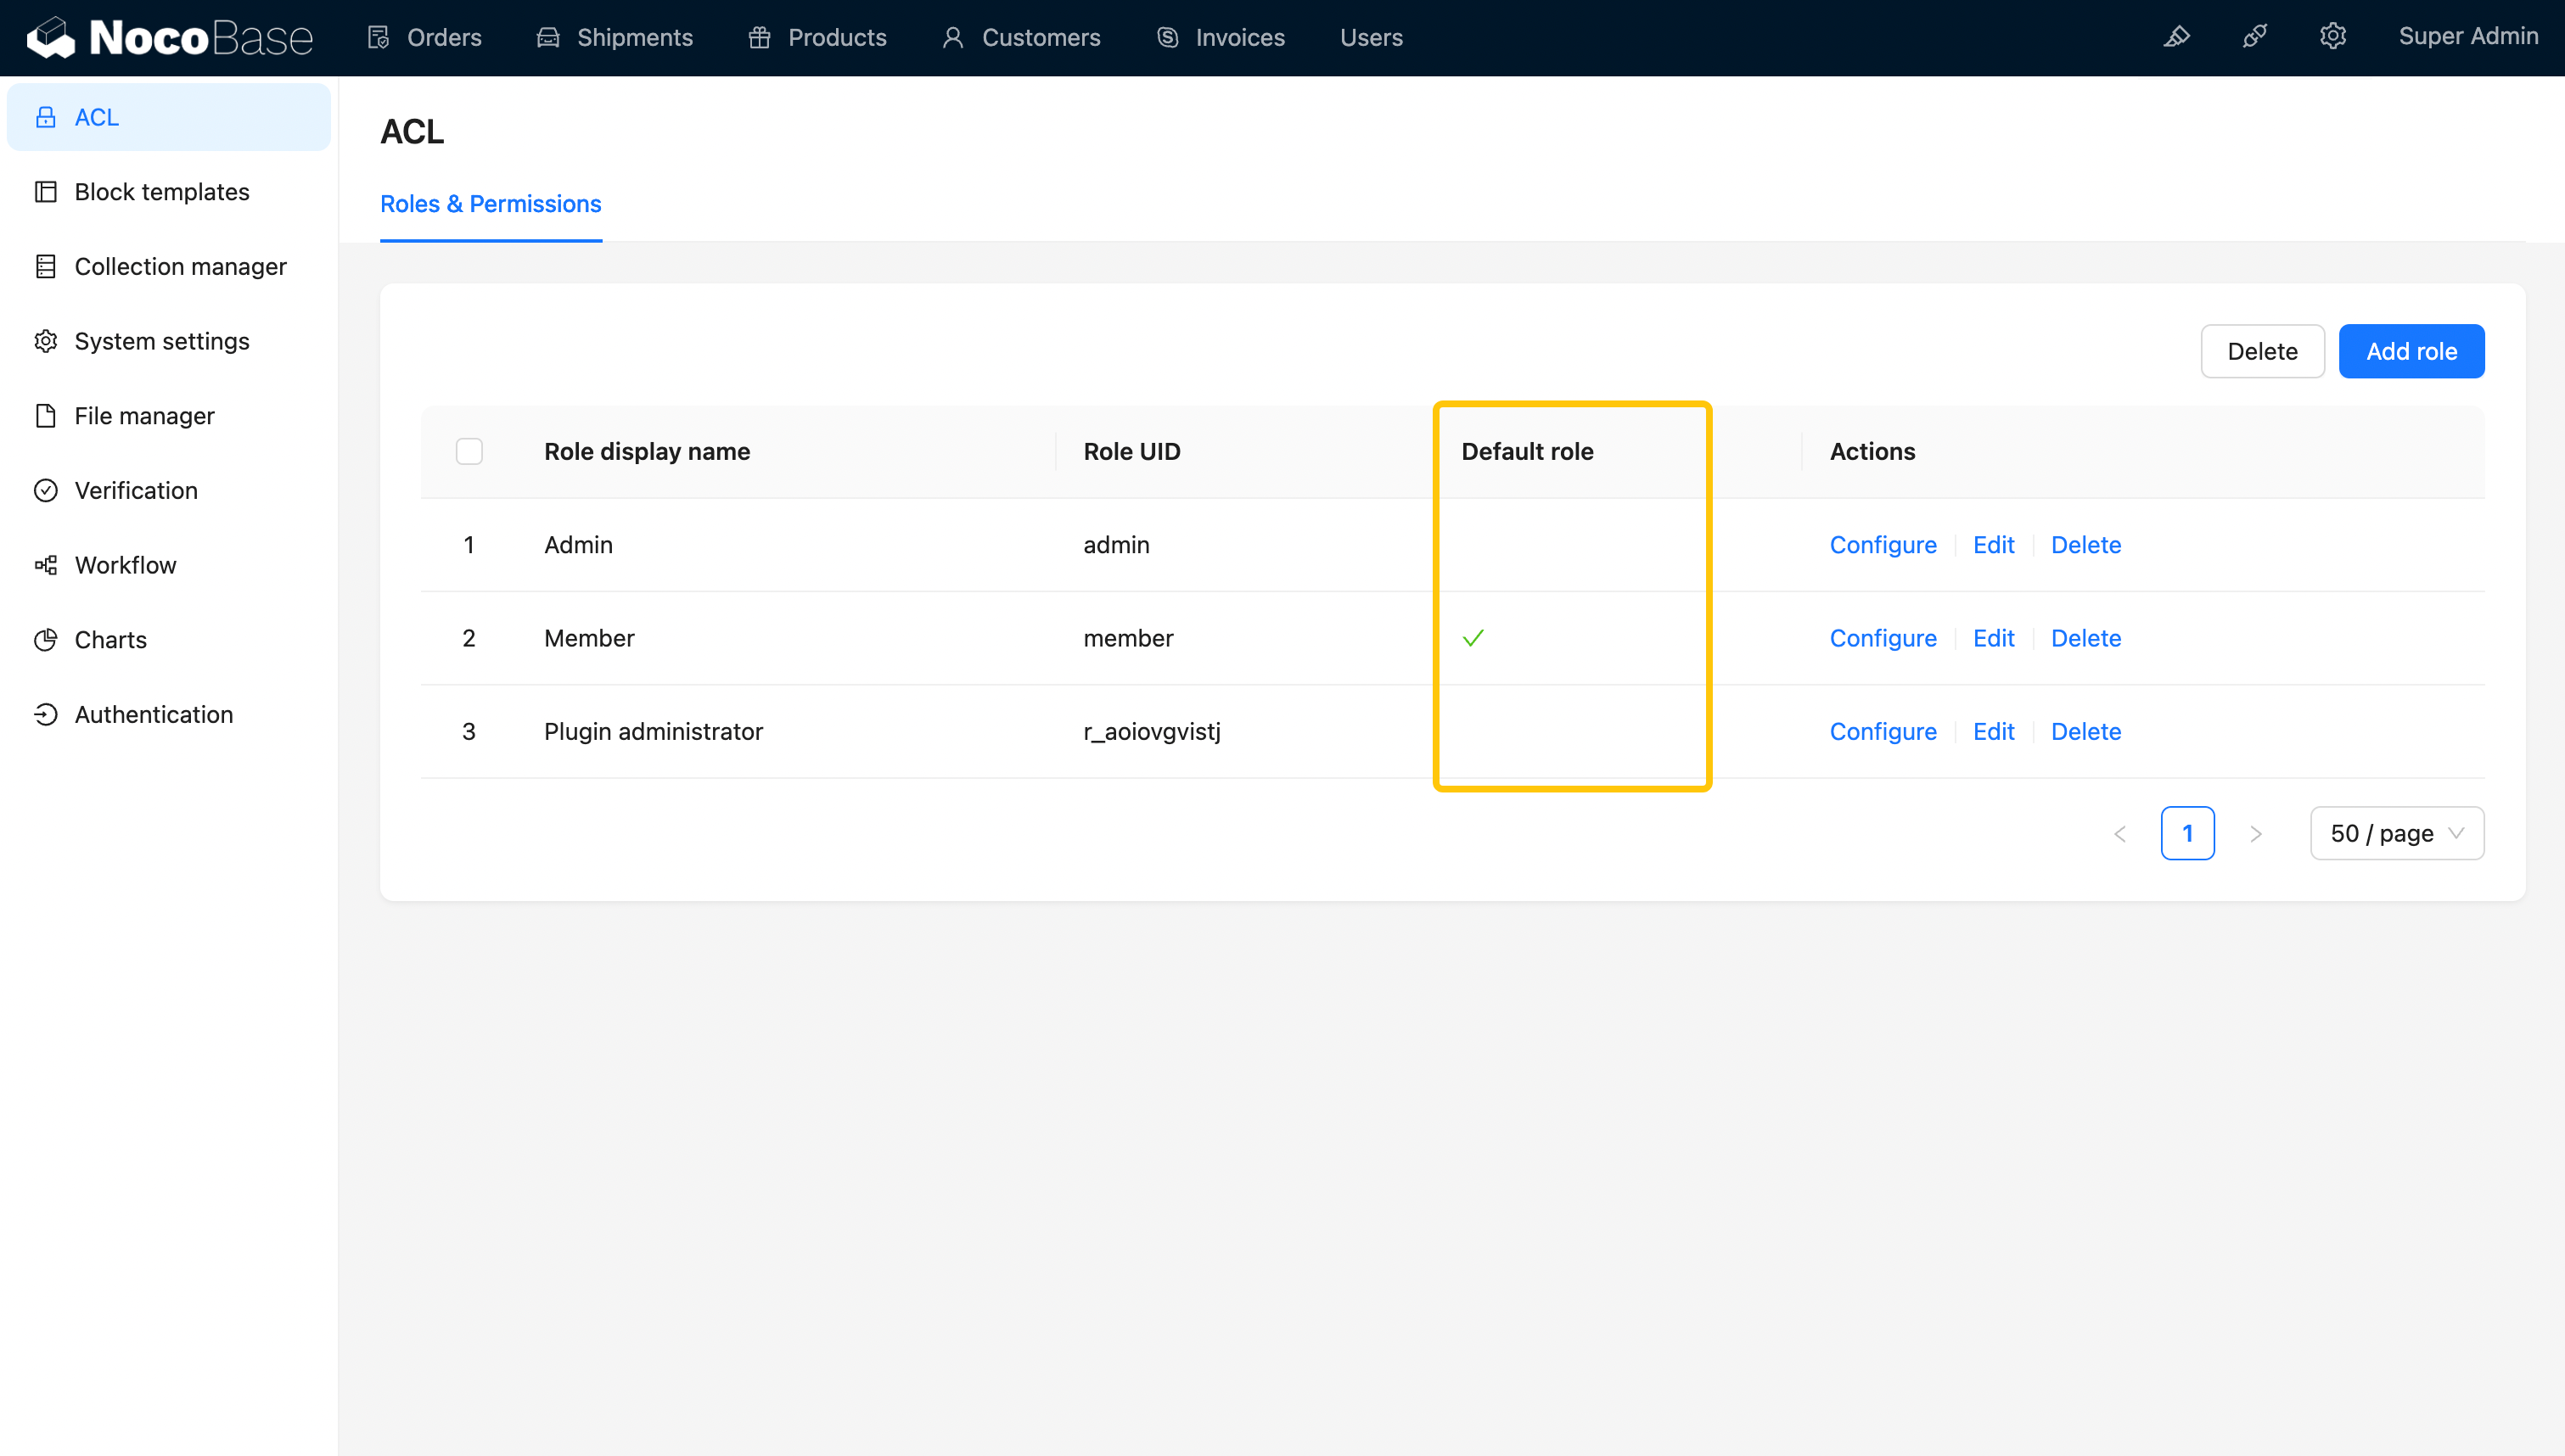 NocoBase Orders Shipments Products Customers Invoices Users Super Admin
ACL
Block templates
Collection manager
System settings
File manager
Verification
Workflow
Charts
Authentication
ACL
Roles & Permissions
Delete Add role
Role display name Role UID Default role Actions
1 Admin admin Configure Edit Delete
2 Member member Configure Edit Delete
3 Plugin administrator r_aoiovgvistj Configure Edit Delete
1 50 / page